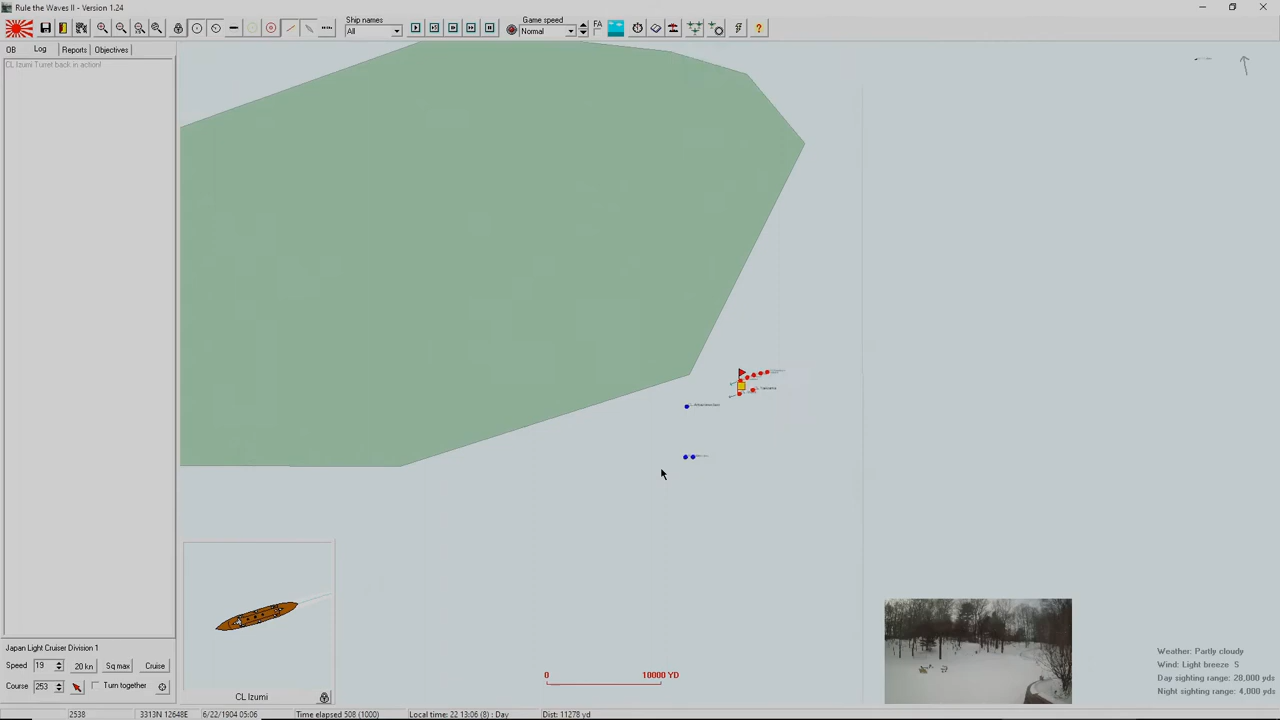 Rule the Waves II - Version 1.24
Ship names
All
Game speed
Normal
FA
OB Log Reports Objectives
CL Izumi Turret back in action!
Japan Light Cruiser Division 1
Speed 19 20 kn Sq max Cruise
Course 253 Turn together
CL Izumi
0 10000 YD
Weather: Partly cloudy
Wind: Light breeze 5
Day sighting range: 28,000 yds
Night sighting range: 4,000 yds
2538 3313N 12648E 6/22/1904 05:06 Time elapsed 508 (1000) Local time: 22 13:06 (8) : Day Dist: 11278 yd